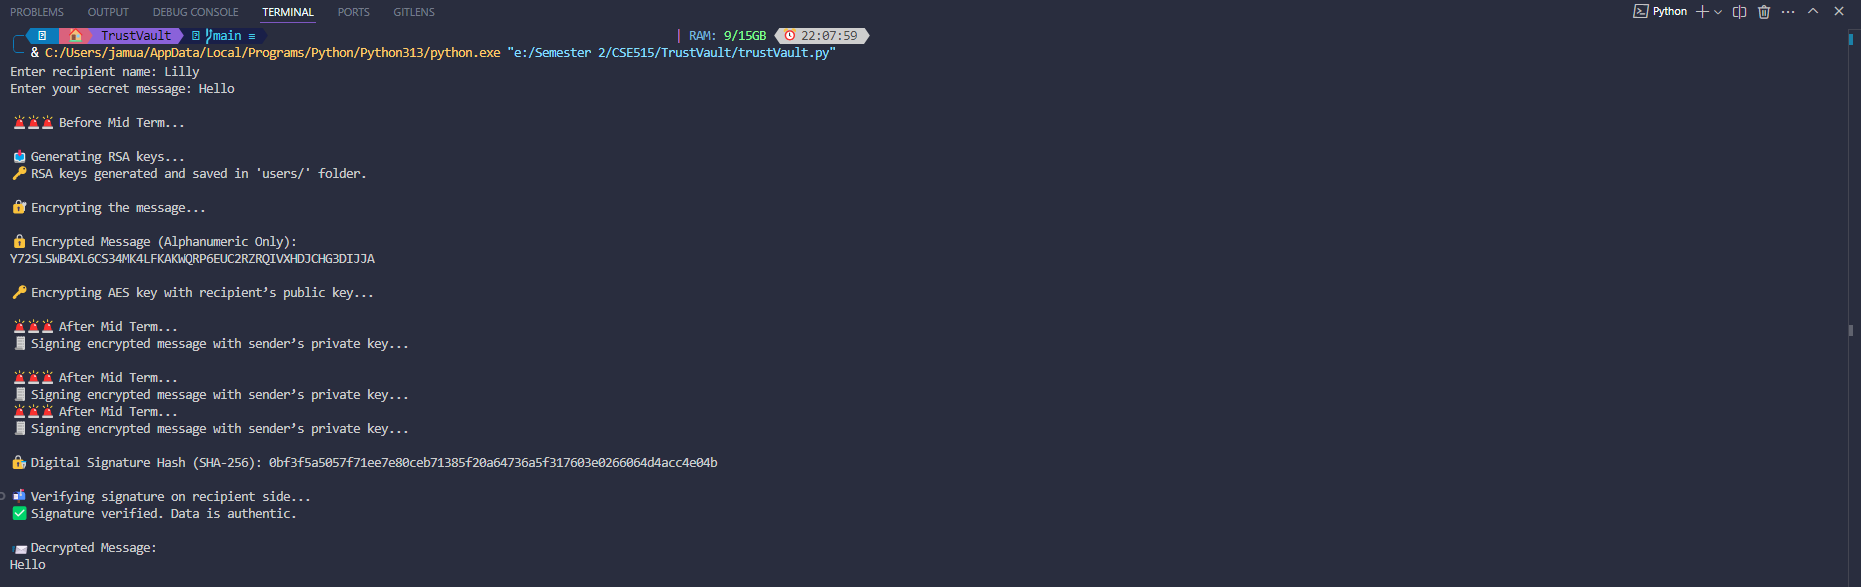 PROBLEMS OUTPUT DEBUG CONSOLE TERMINAL PORTS GITLENS Python
TrustVault main ≡ | RAM: 9/15GB 22:07:59
& C:/Users/jamua/AppData/Local/Programs/Python/Python313/python.exe "e:/Semester 2/CSE515/TrustVault/trustVault.py"
Enter recipient name: Lilly
Enter your secret message: Hello
🚨🚨🚨 Before Mid Term...
📩 Generating RSA keys...
🔑 RSA keys generated and saved in 'users/' folder.
🔐 Encrypting the message...
🔒 Encrypted Message (Alphanumeric Only):
Y72SLSWB4XL6CS34MK4LFKAKWQRP6EUC2RZRQIVXHDJCHG3DIJJA
🔑 Encrypting AES key with recipient’s public key...
🚨🚨🚨 After Mid Term...
🧾 Signing encrypted message with sender’s private key...
🚨🚨🚨 After Mid Term...
🧾 Signing encrypted message with sender’s private key...
🚨🚨🚨 After Mid Term...
🧾 Signing encrypted message with sender’s private key...
🔏 Digital Signature Hash (SHA-256): 0bf3f5a5057f71ee7e80ceb71385f20a64736a5f317603e0266064d4acc4e04b
📬 Verifying signature on recipient side...
✅ Signature verified. Data is authentic.
📨 Decrypted Message:
Hello